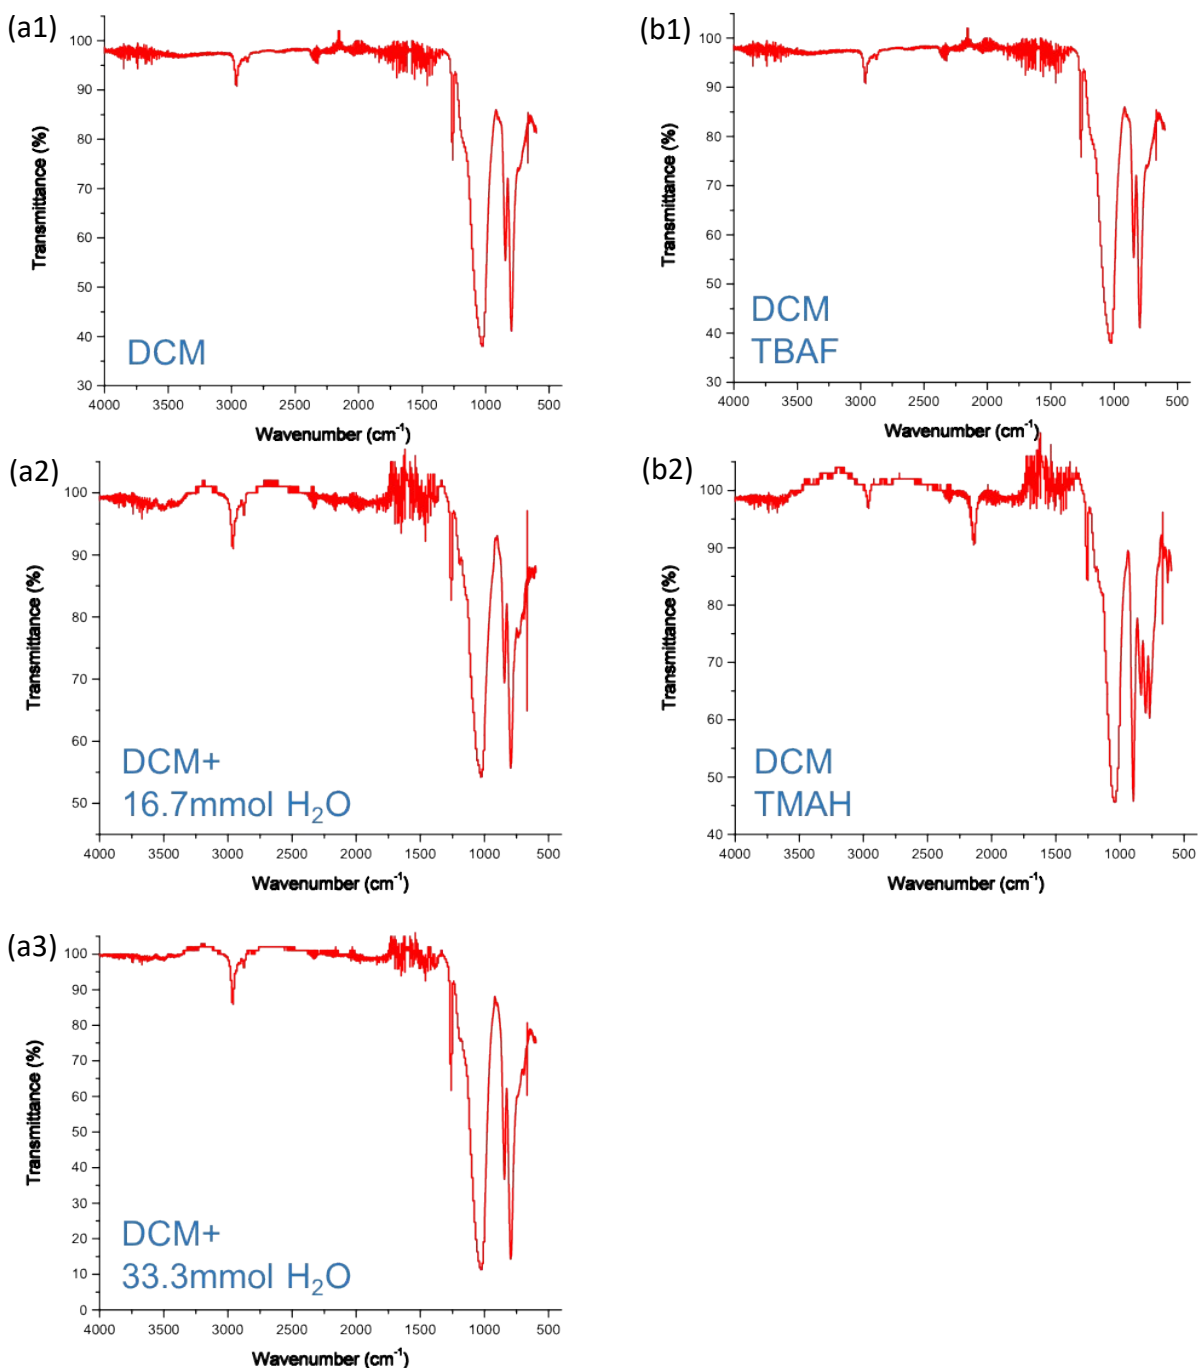 (a1)
100
90
80
70
60
50
40
30
Transmittance (%)
DCM
4000 3500 3000 2500 2000 1500 1000 500
Wavenumber (cm⁻¹)
(b1)
100
90
80
70
60
50
40
30
Transmittance (%)
DCM
TBAF
4000 3500 3000 2500 2000 1500 1000 500
Wavenumber (cm⁻¹)
(a2)
100
90
80
70
60
50
Transmittance (%)
DCM+
16.7mmol H₂O
4000 3500 3000 2500 2000 1500 1000 500
Wavenumber (cm⁻¹)
(b2)
100
90
80
70
60
50
40
Transmittance (%)
DCM
TMAH
4000 3500 3000 2500 2000 1500 1000 500
Wavenumber (cm⁻¹)
(a3)
100
90
80
70
60
50
40
30
20
10
0
Transmittance (%)
DCM+
33.3mmol H₂O
4000 3500 3000 2500 2000 1500 1000 500
Wavenumber (cm⁻¹)